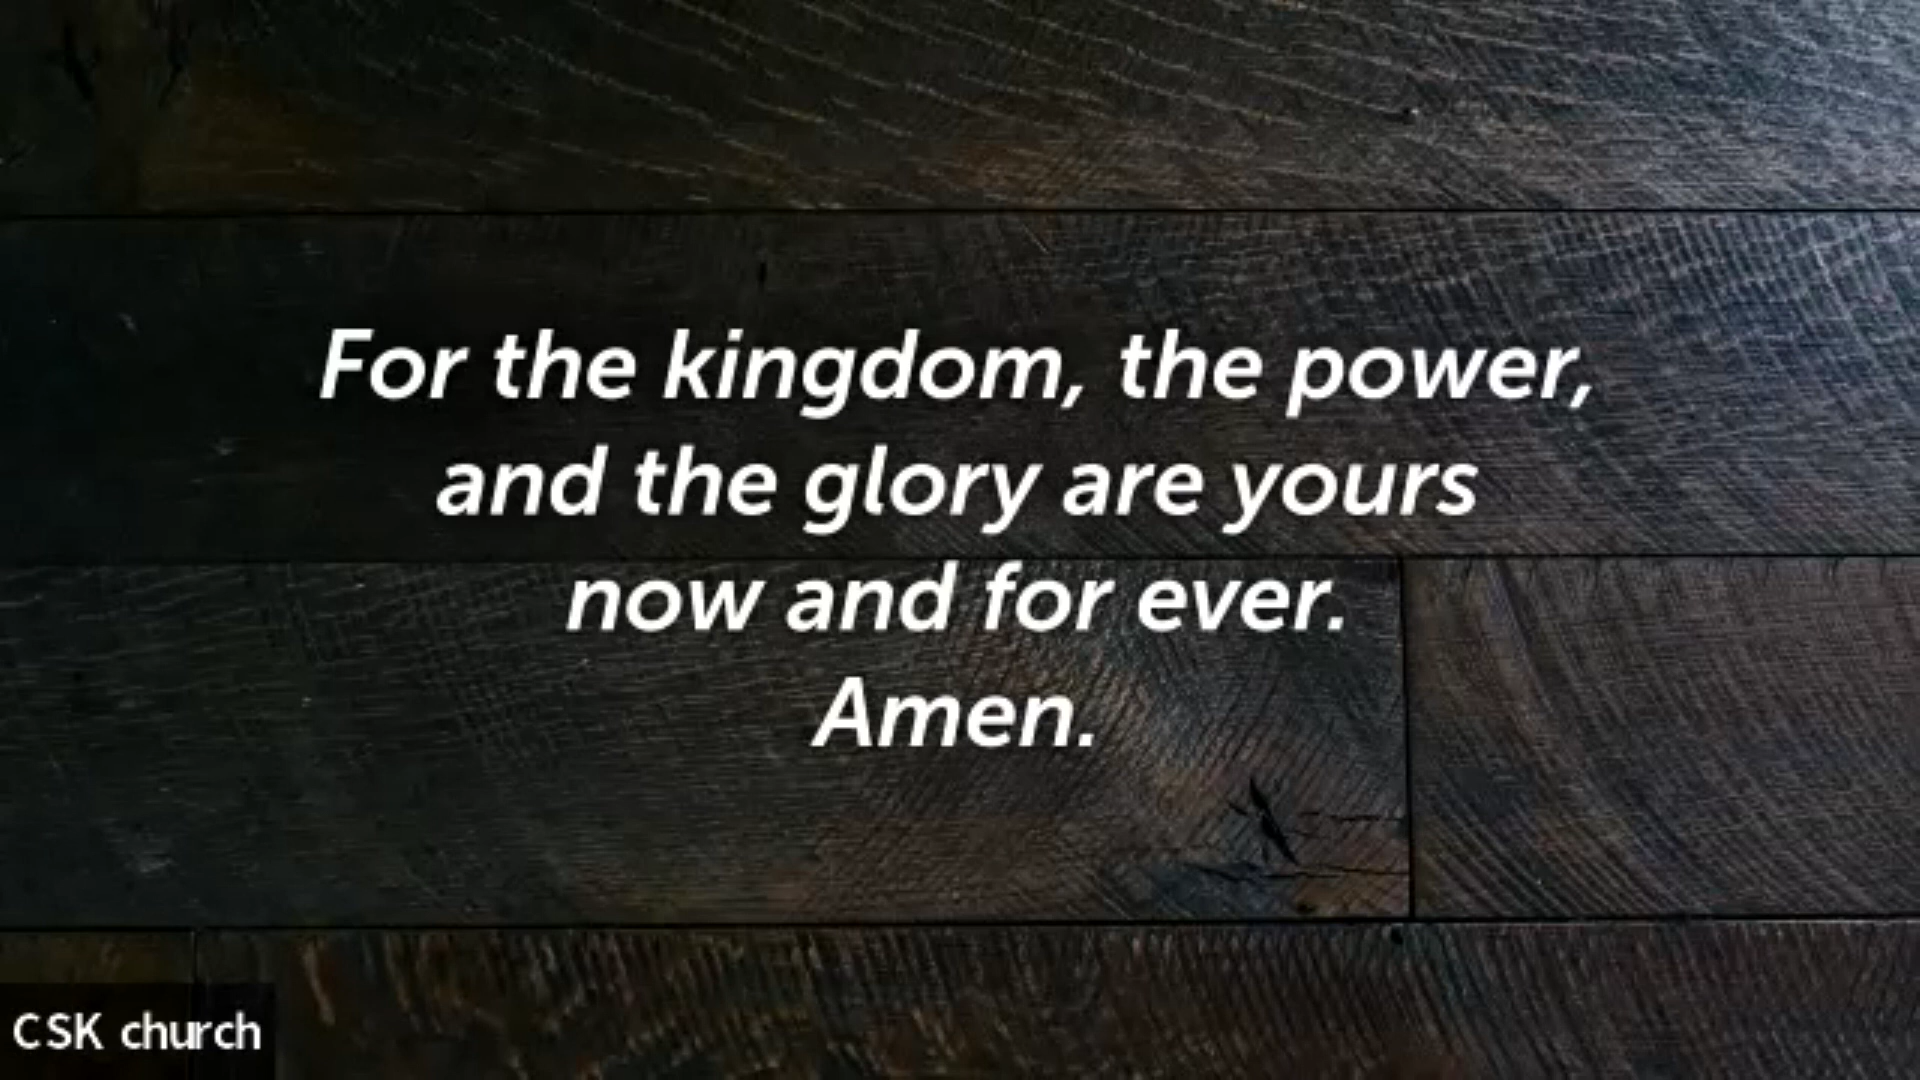 For the kingdom, the power,
and the glory are yours
now and for ever.
Amen.
CSK church